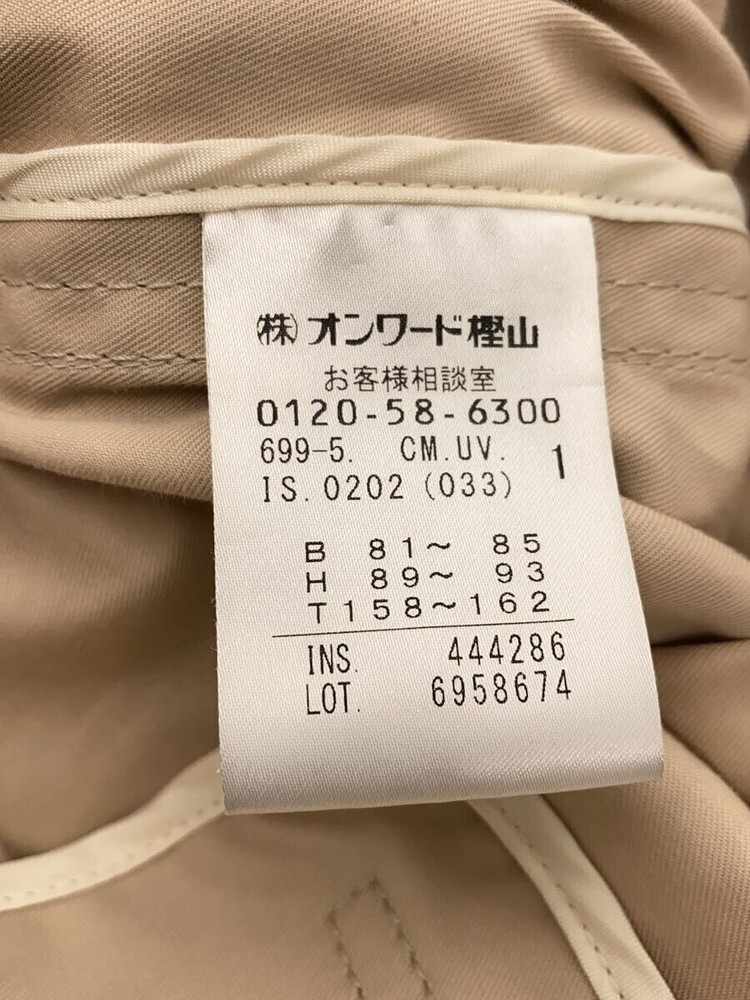 ㈱オンワード樫山
お客様相談室
0120-58-6300
699-5. CM.UV. 1
IS.0202(033)
B 81~ 85
H 89~ 93
T158~162
INS. 444286
LOT. 6958674